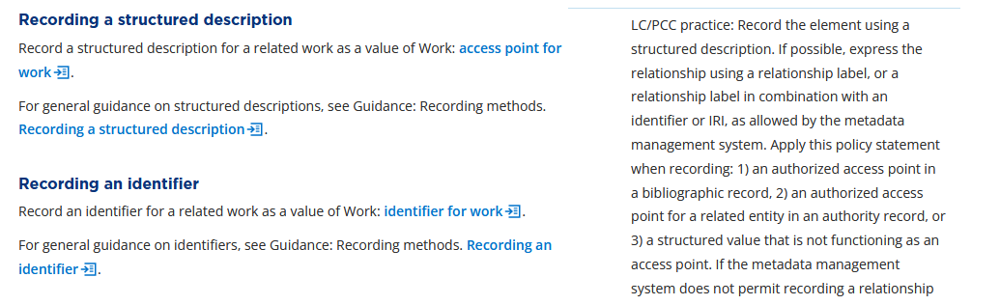 Recording a structured description
Record a structured description for a related work as a value of Work: access point for
work.
For general guidance on structured descriptions, see Guidance: Recording methods.
Recording a structured description.
Recording an identifier
Record an identifier for a related work as a value of Work: identifier for work.
For general guidance on identifiers, see Guidance: Recording methods. Recording an
identifier.
LC/PCC practice: Record the element using a
structured description. If possible, express the
relationship using a relationship label, or a
relationship label in combination with an
identifier or IRI, as allowed by the metadata
management system. Apply this policy statement
when recording: 1) an authorized access point in
a bibliographic record, 2) an authorized access
point for a related entity in an authority record, or
3) a structured value that is not functioning as an
access point. If the metadata management
system does not permit recording a relationship